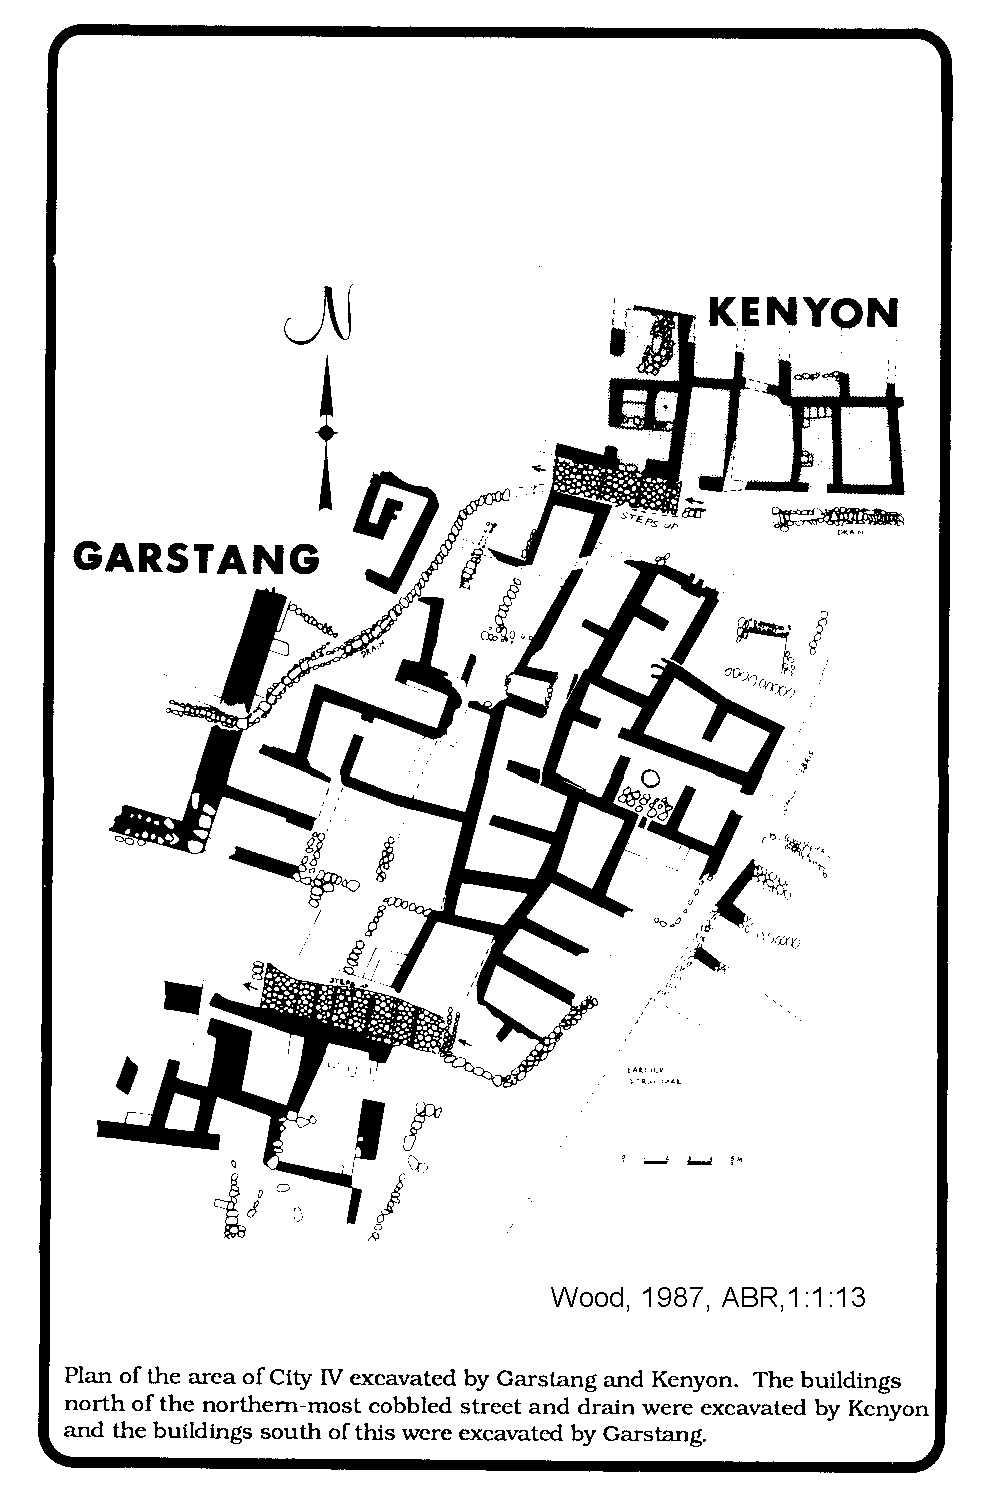 KENYON
N
STEPS UP
DRAIN
GARSTANG
DRAIN
STEPS UP
Wood, 1987, ABR,1:1:13
Plan of the area of City IV excavated by Garstang and Kenyon. The buildings
north of the northern-most cobbled street and drain were excavated by Kenyon
and the buildings south of this were excavated by Garstang.